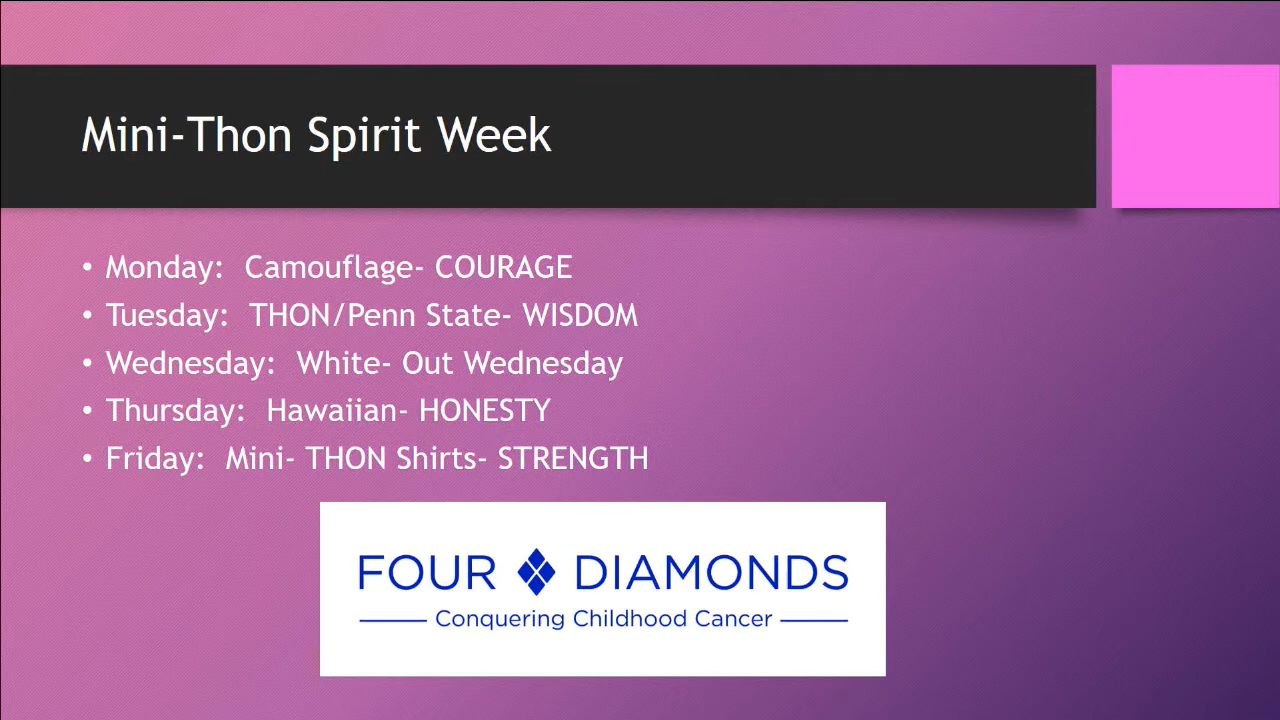 Mini-Thon Spirit Week
• Monday:  Camouflage- COURAGE
• Tuesday:  THON/Penn State- WISDOM
• Wednesday:  White- Out Wednesday
• Thursday:  Hawaiian- HONESTY
• Friday:  Mini- THON Shirts- STRENGTH
FOUR DIAMONDS
Conquering Childhood Cancer